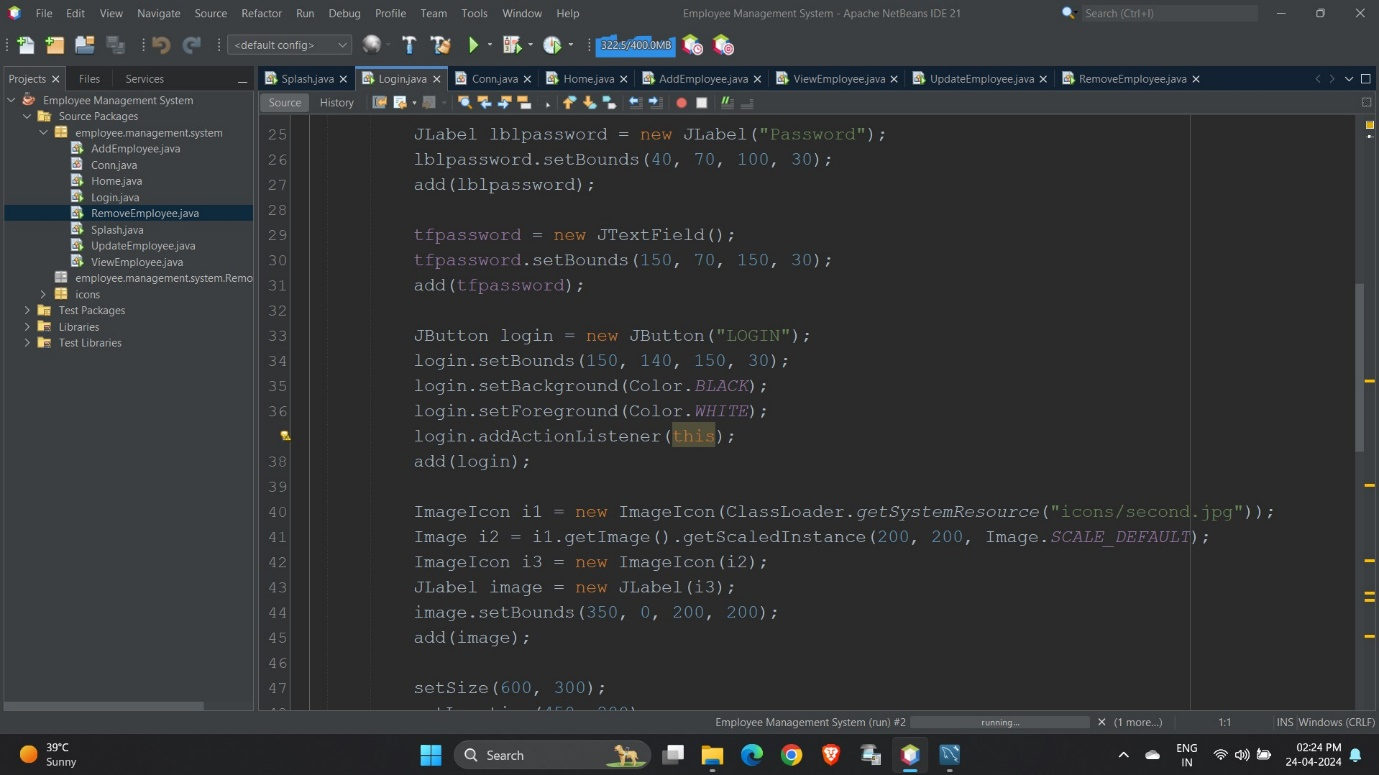 File Edit View Navigate Source Refactor Run Debug Profile Team Tools Window Help
Employee Management System - Apache NetBeans IDE 21
Search (Ctrl+I)
<default config>
322.5/400.0MB
Projects
Files
Services
Splash.java
Login.java
Conn.java
Home.java
AddEmployee.java
ViewEmployee.java
UpdateEmployee.java
RemoveEmployee.java
Source
History
Employee Management System
Source Packages
employee.management.system
AddEmployee.java
Conn.java
Home.java
Login.java
RemoveEmployee.java
Splash.java
UpdateEmployee.java
ViewEmployee.java
employee.management.system.Remo
icons
Test Packages
Libraries
Test Libraries
25 JLabel lblpassword = new JLabel("Password");
26 lblpassword.setBounds(40, 70, 100, 30);
27 add(lblpassword);
28
29 tfpassword = new JTextField();
30 tfpassword.setBounds(150, 70, 150, 30);
31 add(tfpassword);
32
33 JButton login = new JButton("LOGIN");
34 login.setBounds(150, 140, 150, 30);
35 login.setBackground(Color.BLACK);
36 login.setForeground(Color.WHITE);
login.addActionListener(this);
38 add(login);
39
40 ImageIcon i1 = new ImageIcon(ClassLoader.getSystemResource("icons/second.jpg"));
41 Image i2 = i1.getImage().getScaledInstance(200, 200, Image.SCALE_DEFAULT);
42 ImageIcon i3 = new ImageIcon(i2);
43 JLabel image = new JLabel(i3);
44 image.setBounds(350, 0, 200, 200);
45 add(image);
46
47 setSize(600, 300);
Employee Management System (run) #2
running...
(1 more...)
1:1
INS
Windows (CRLF)
39°C
Sunny
Search
ENG
IN
02:24 PM
24-04-2024